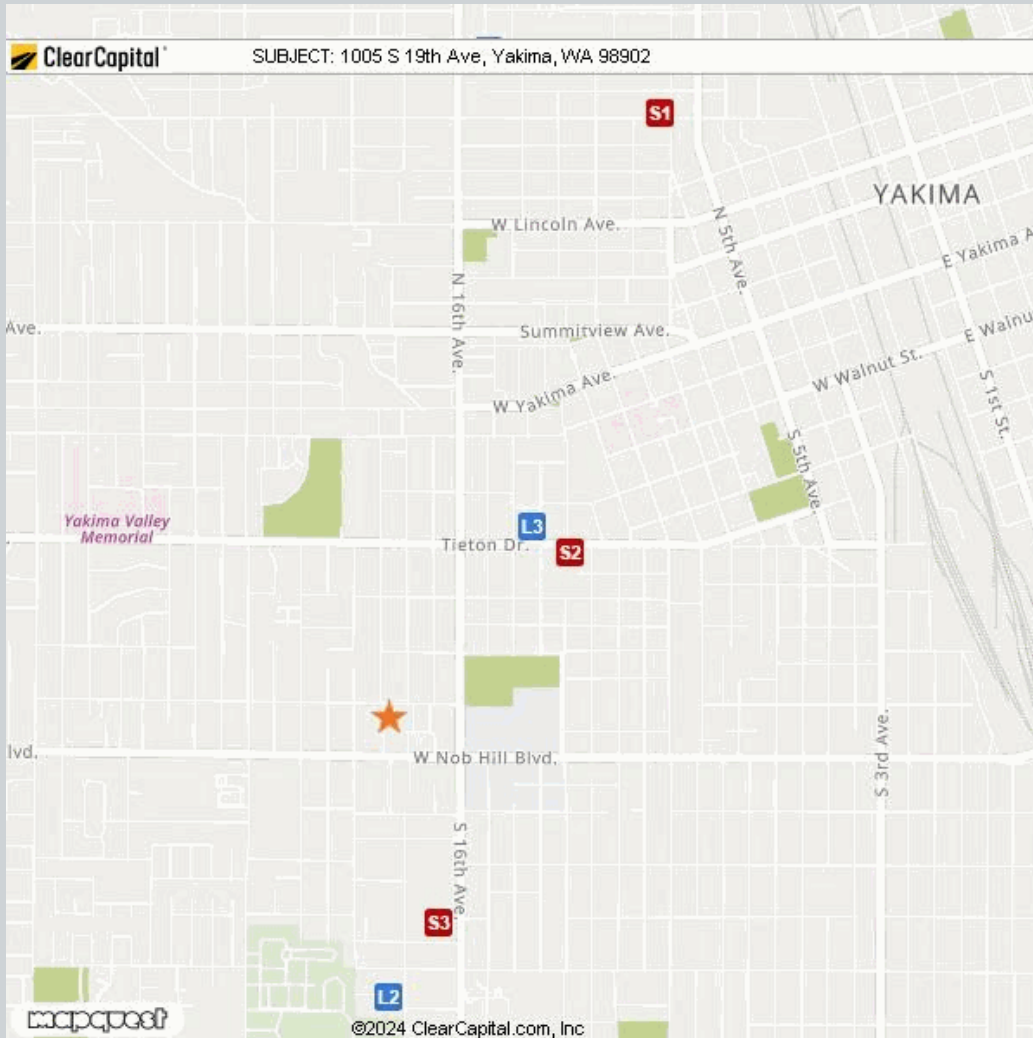 ClearCapital
SUBJECT: 1005 S 19th Ave, Yakima, WA 98902
S1
YAKIMA
W Lincoln Ave.
N 5th Ave.
E Yakima A
N 16th Ave.
Ave.
Summitview Ave.
E Walnu
W Walnut St.
W Yakima Ave.
S 1st St.
S 5th Ave.
Yakima Valley
Memorial
L3
Tieton Dr.
S2
S 3rd Ave.
lvd.
W Nob Hill Blvd.
S 16th Ave.
S3
L2
mapquest
©2024 ClearCapital.com, Inc